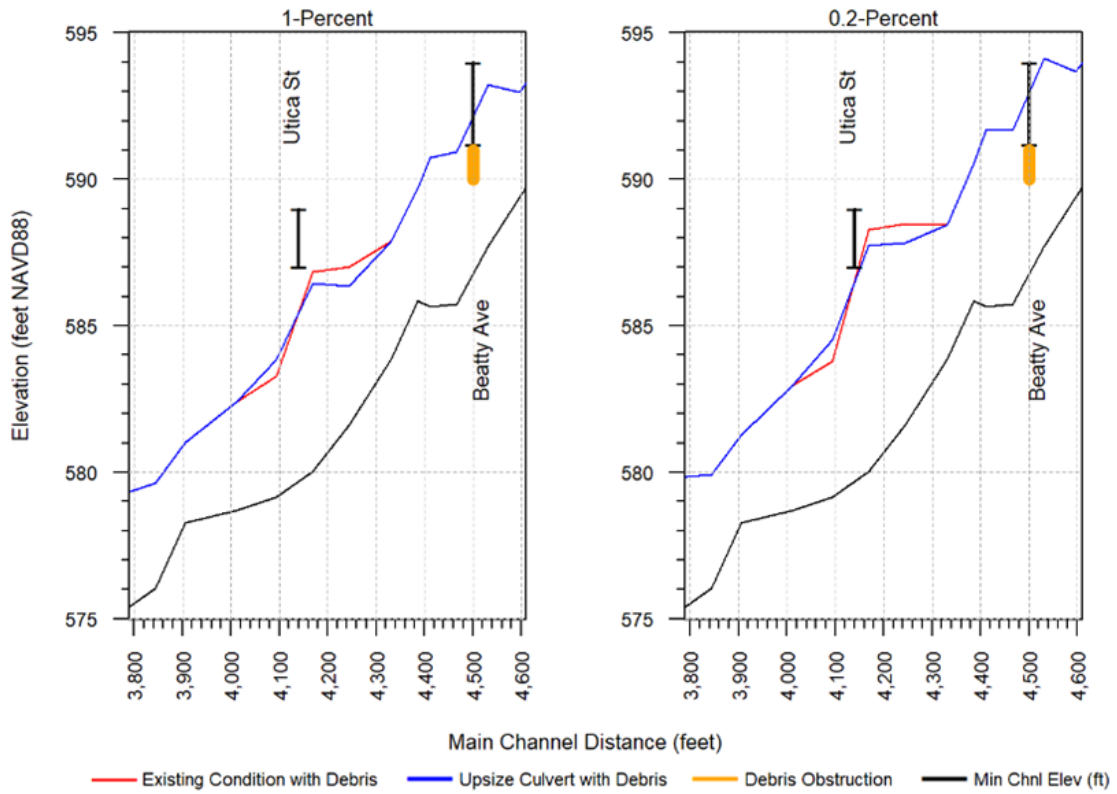 1-Percent
0.2-Percent
Elevation (feet NAVD88)
595
590
585
580
575
Utica St
Beatty Ave
3,800
3,900
4,000
4,100
4,200
4,300
4,400
4,500
4,600
Utica St
Beatty Ave
3,800
3,900
4,000
4,100
4,200
4,300
4,400
4,500
4,600
595
590
585
580
575
Main Channel Distance (feet)
Existing Condition with Debris
Upsize Culvert with Debris
Debris Obstruction
Min Chnl Elev (ft)